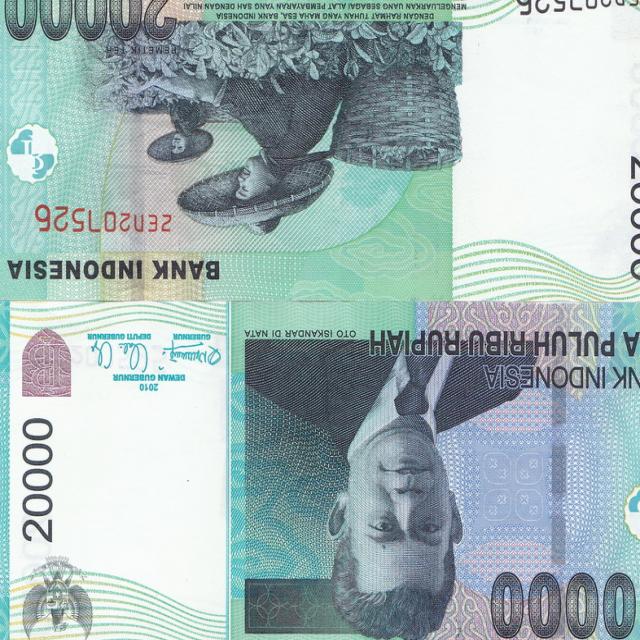 BANK INDONESIA
ZEN207526
PEMETIK TEH
20000
DENGAN RAHMAT TUHAN YANG MAHA ESA BANK INDONESIA
MENGELUARKAN UANG SEBAGAI ALAT PEMBAYARAN YANG SAH DENGAN NILAI
20000
0000
OTO ISKANDAR DI NATA
A PULUH RIBU RUPIAH
NK INDONESIA
2010
DEWAN GUBERNUR
GUBERNUR
DEPUTI GUBERNUR
BI
20000